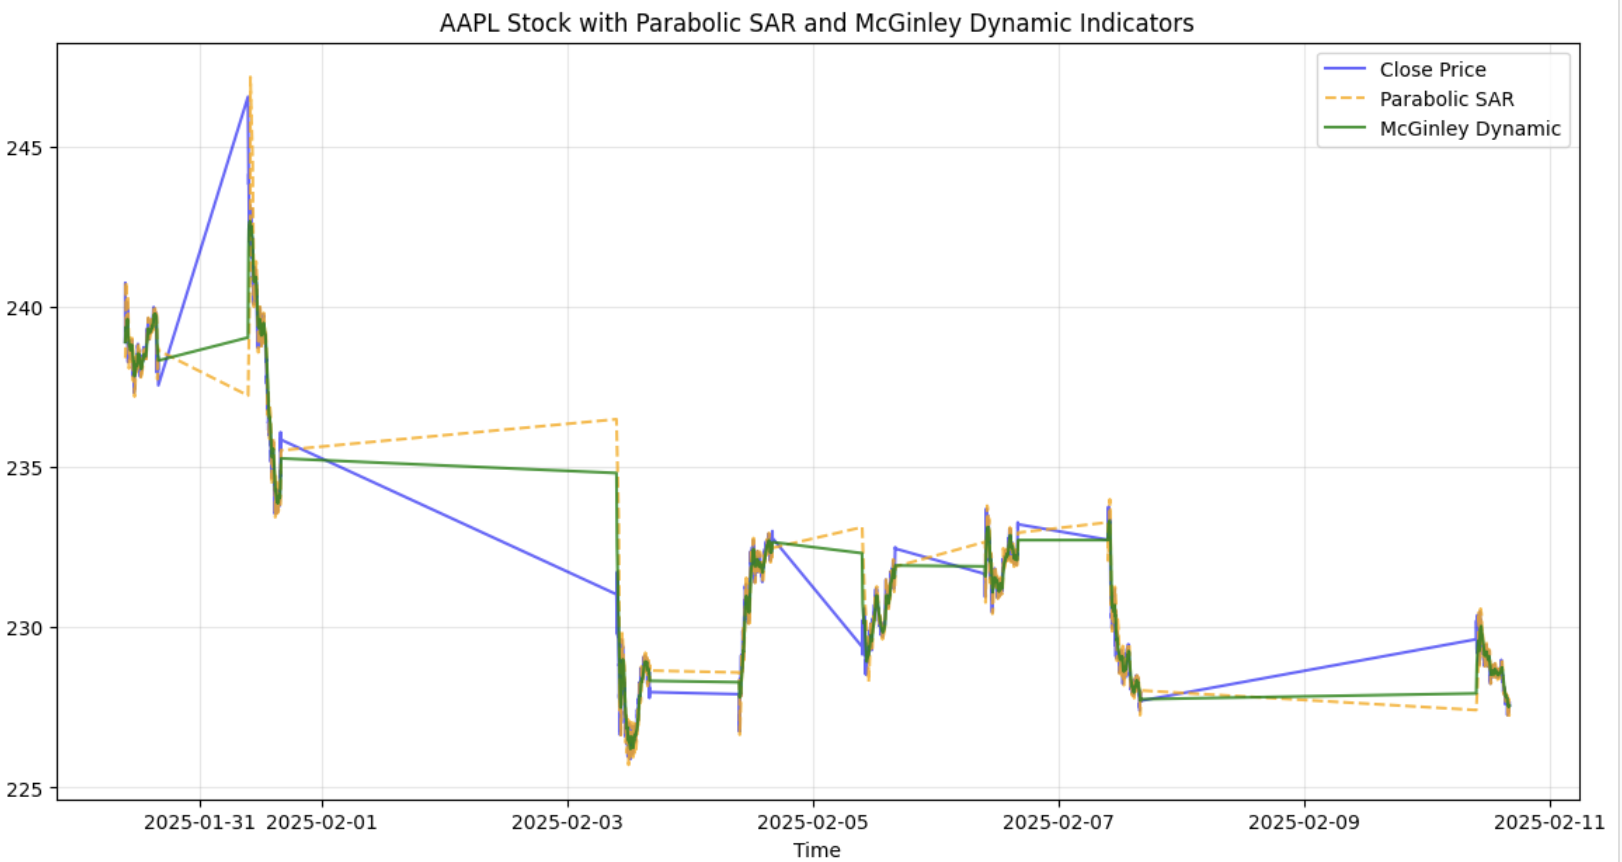 AAPL Stock with Parabolic SAR and McGinley Dynamic Indicators
Close Price
Parabolic SAR
McGinley Dynamic
245
240
235
230
225
2025-01-31 2025-02-01 2025-02-03 2025-02-05 2025-02-07 2025-02-09 2025-02-11
Time